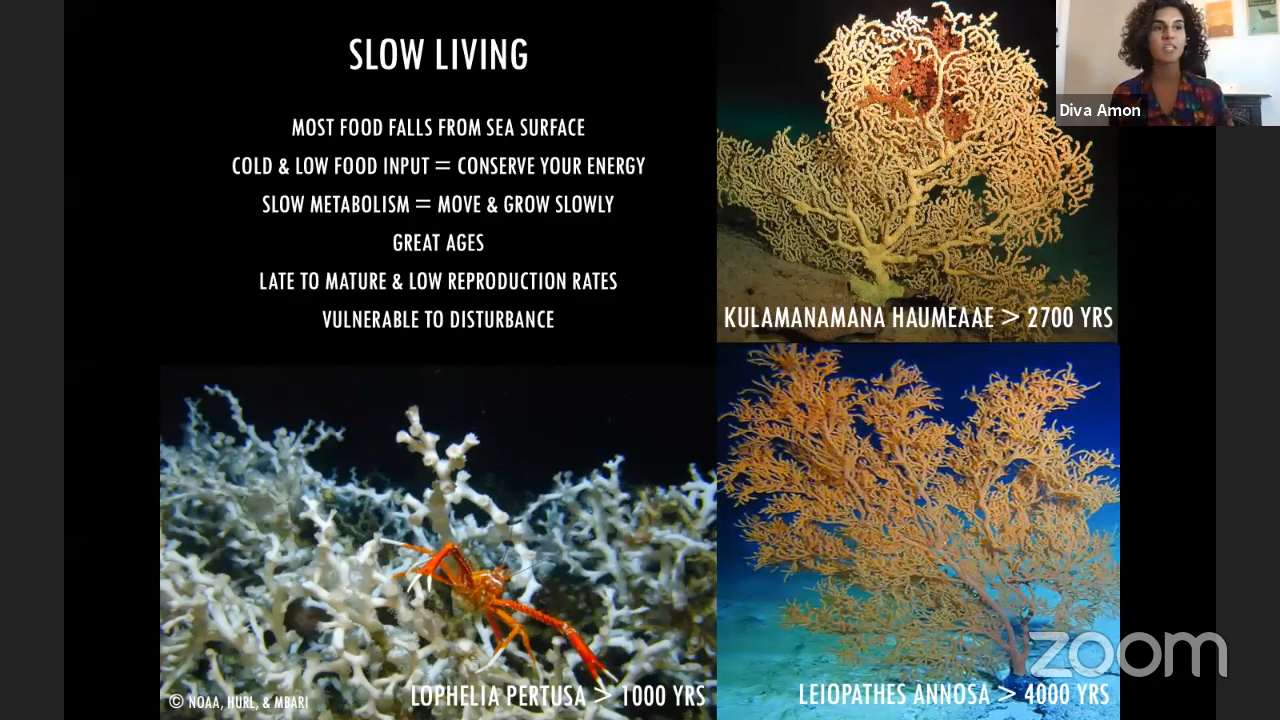 SLOW LIVING
MOST FOOD FALLS FROM SEA SURFACE
COLD & LOW FOOD INPUT = CONSERVE YOUR ENERGY
SLOW METABOLISM = MOVE & GROW SLOWLY
GREAT AGES
LATE TO MATURE & LOW REPRODUCTION RATES
VULNERABLE TO DISTURBANCE
Diva Amon
KULAMANAMANA HAUMEAAE > 2700 YRS
© NOAA, HURL, & MBARI
LOPHELIA PERTUSA > 1000 YRS
LEIOPATHES ANNOSA > 4000 YRS
zoom